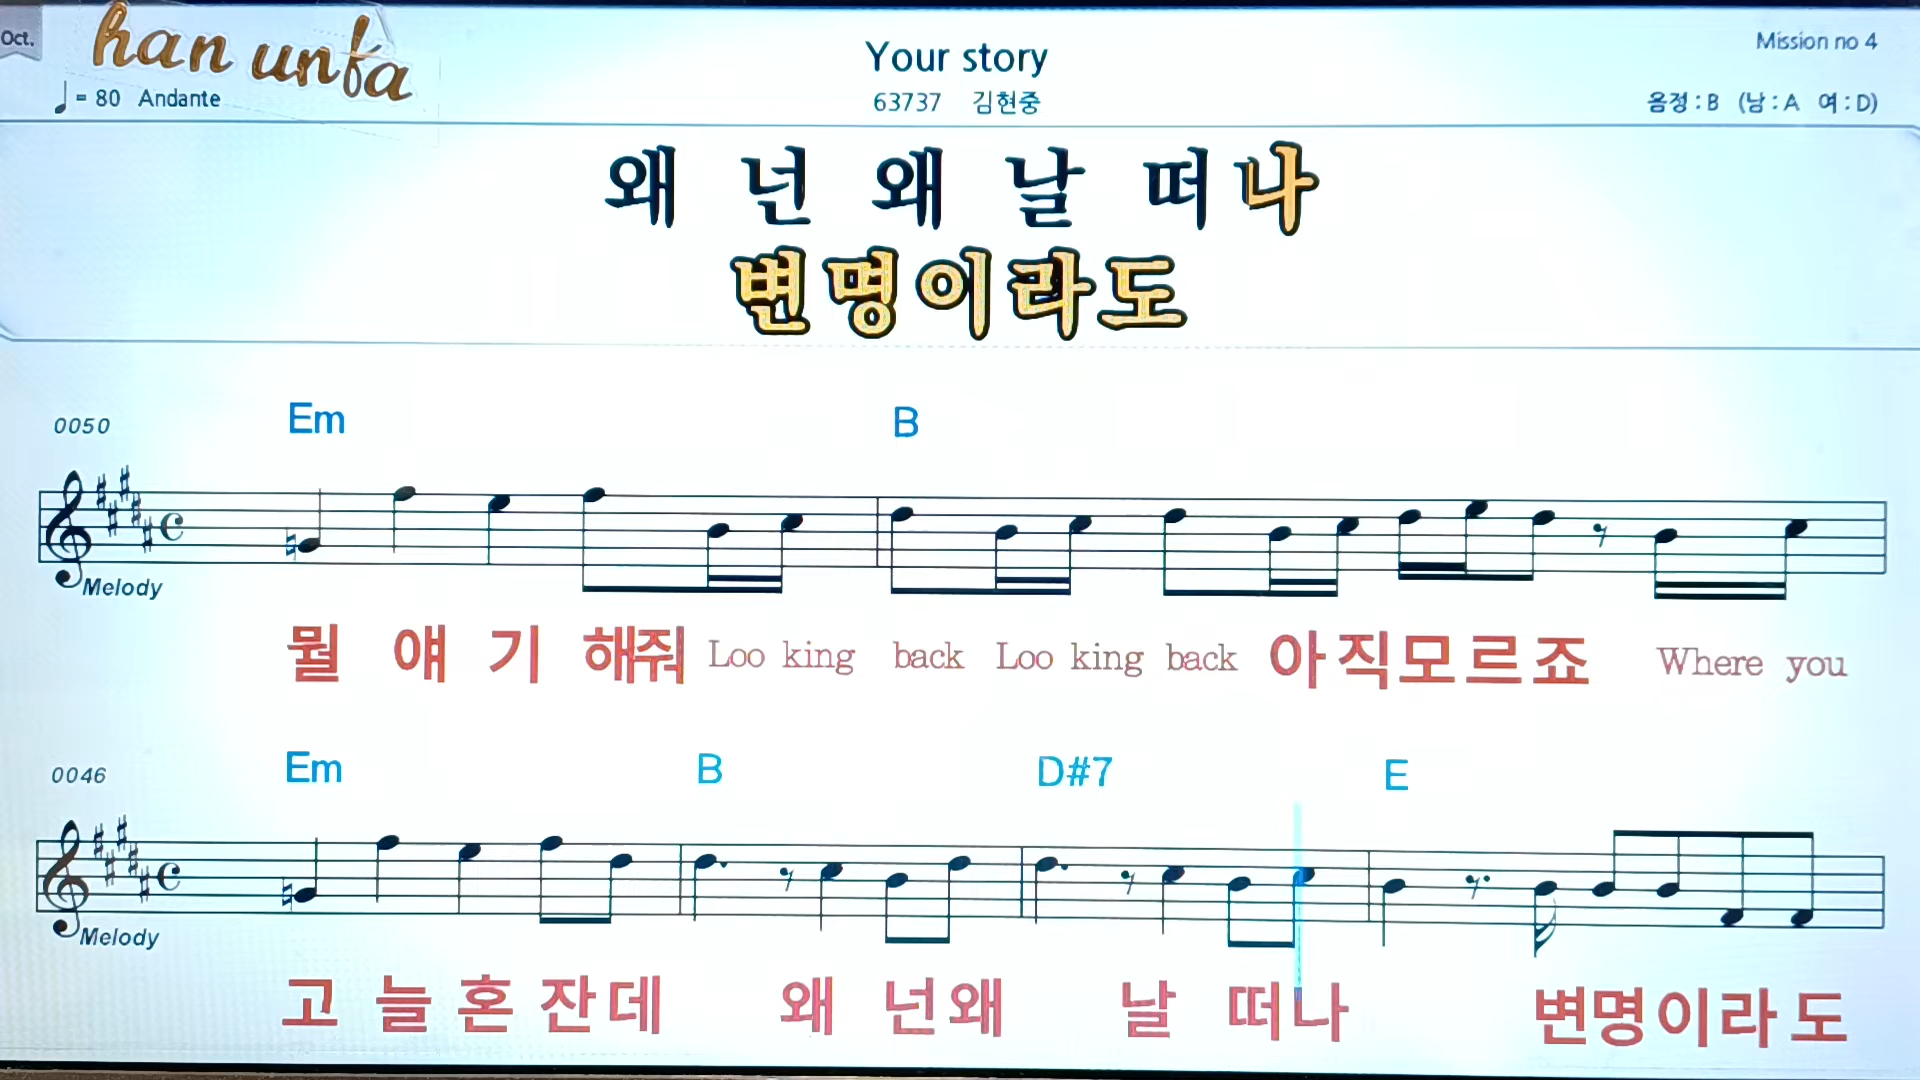 Oct.
han unfa
Your story
Mission no 4
♩ = 80 Andante
63737 김현중
음정 : B (남 : A 여 : D)
왜 넌 왜 날 떠나
변명이라도
0050
Em B
Melody
뭘 얘 기 해줘 Loo king back Loo king back 아직모르죠 Where you
0046
Em B D#7 E
Melody
고 늘 혼 잔데 왜 넌왜 날 떠나 변명이라도